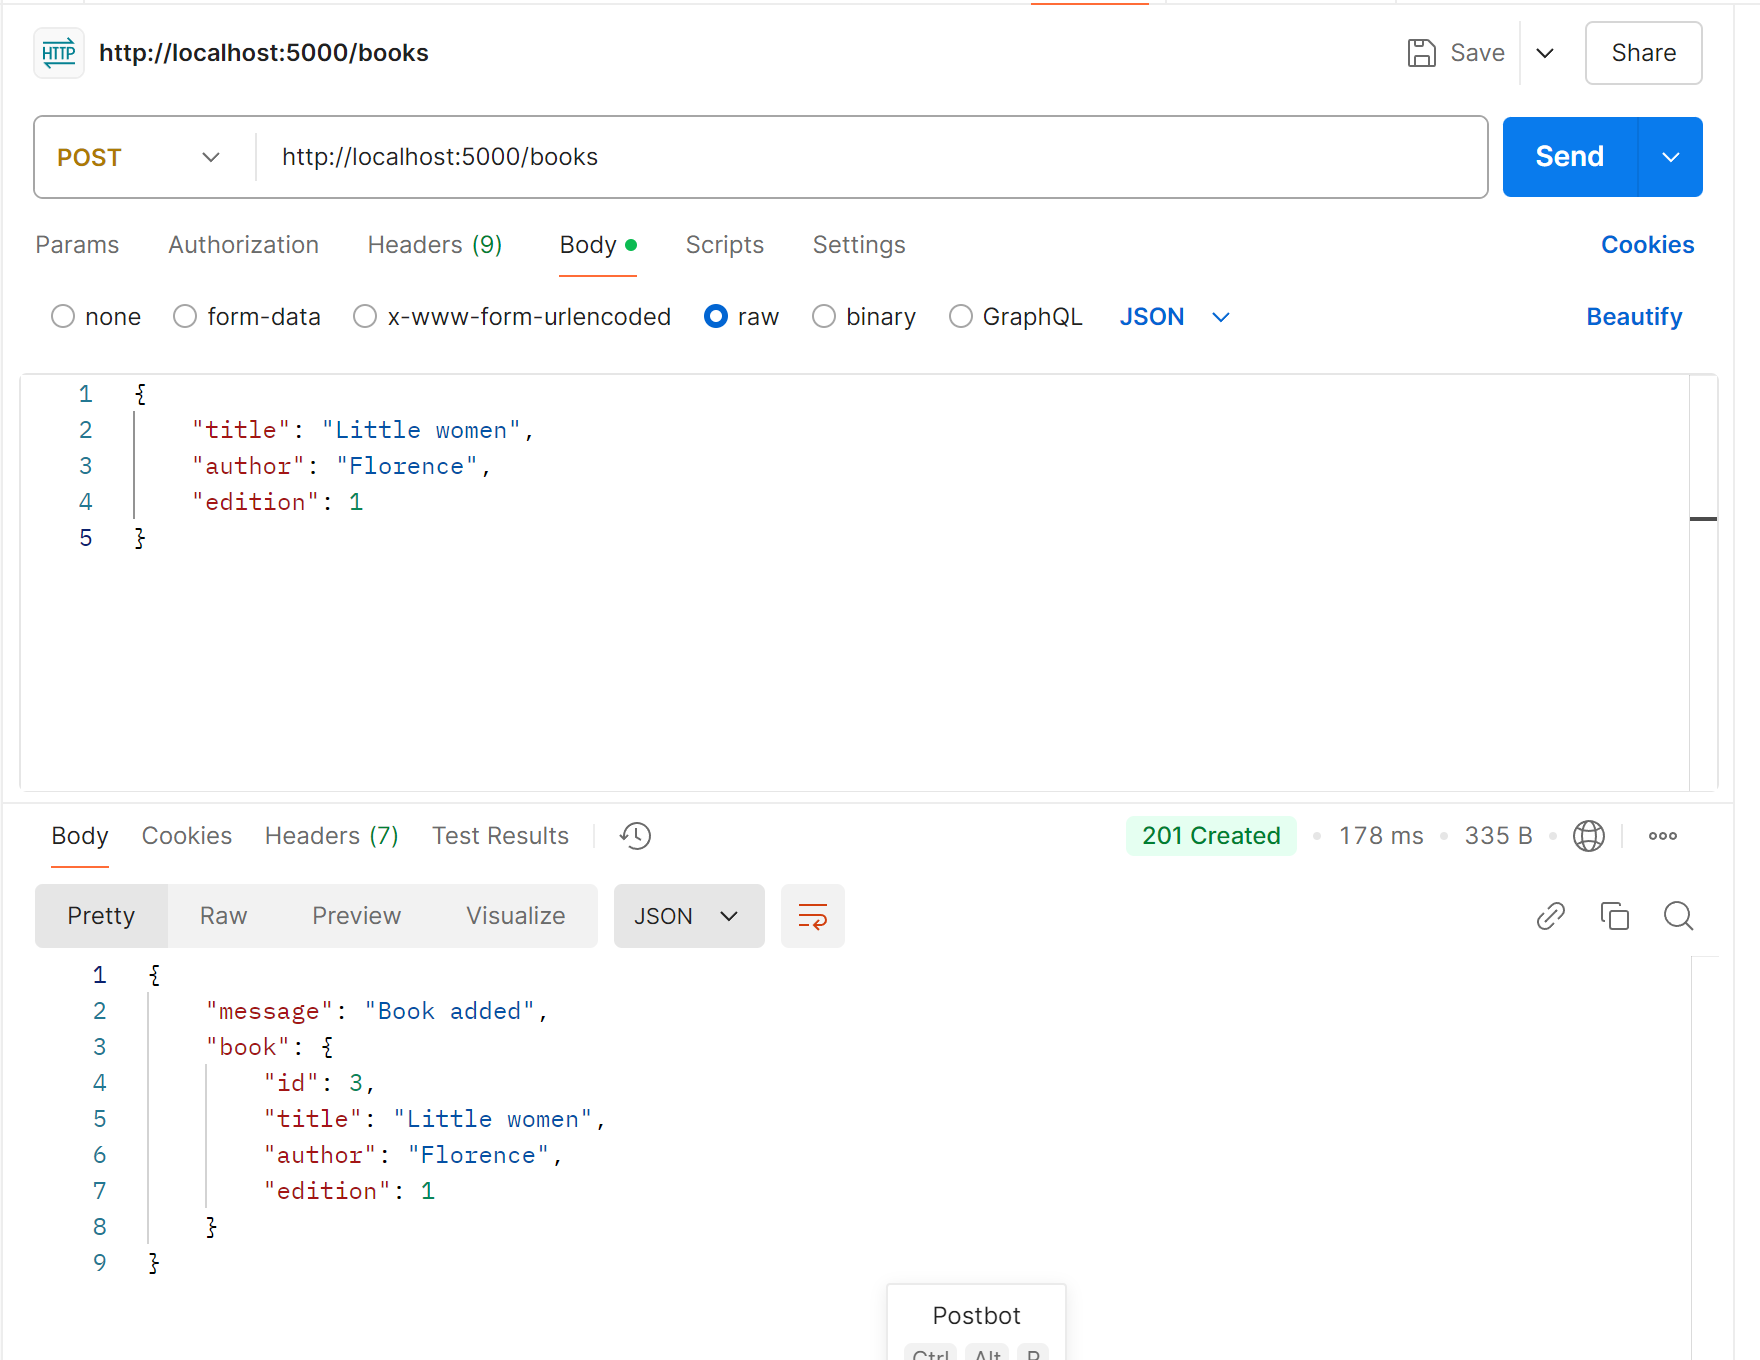 HTTP http://localhost:5000/books Save Share
POST http://localhost:5000/books Send
Params Authorization Headers (9) Body Scripts Settings Cookies
none form-data x-www-form-urlencoded raw binary GraphQL JSON Beautify
1 {
2 "title": "Little women",
3 "author": "Florence",
4 "edition": 1
5 }
Body Cookies Headers (7) Test Results 201 Created 178 ms 335 B
Pretty Raw Preview Visualize JSON
1 {
2 "message": "Book added",
3 "book": {
4 "id": 3,
5 "title": "Little women",
6 "author": "Florence",
7 "edition": 1
8 }
9 }
Postbot
Ctrl Alt P